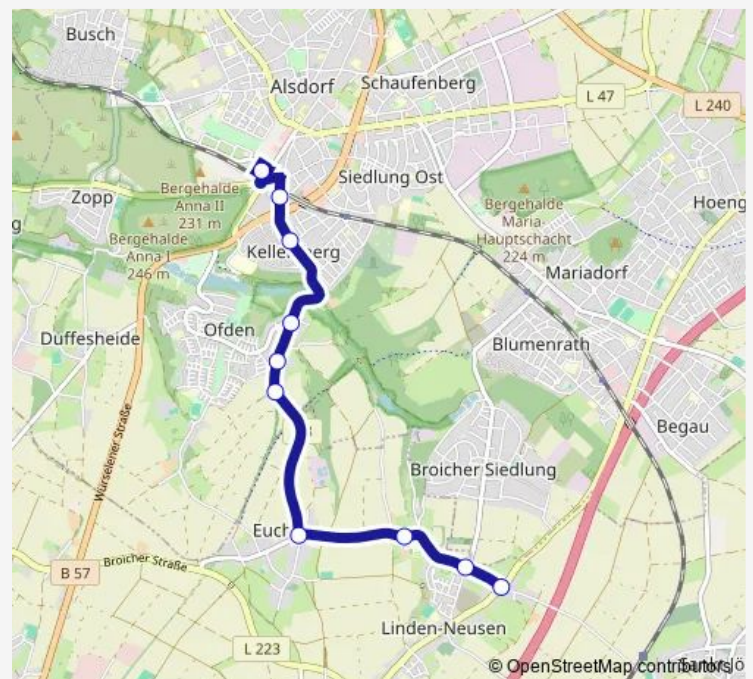 Busch
Alsdorf
Schaufenberg
L 47
L 240
Siedlung Ost
Bergehalde
Anna II
231 m
Zopp
Bergehalde
Maria-
Hauptschacht
224 m
Hoeng
g
Bergehalde
Anna I
246 m
Mariadorf
Ofden
Duffesheide
Blumenrath
Würselener Straße
Begau
Broicher Siedlung
Euch
Broicher Straße
B 57
Linden-Neusen
L 223
© OpenStreetMap contributors